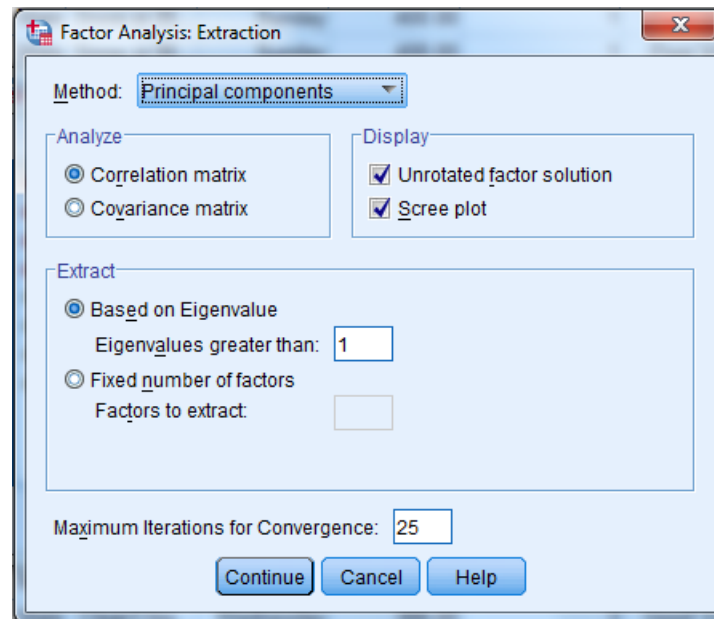 Factor Analysis: Extraction
Method: Principal components
Analyze
Correlation matrix
Covariance matrix
Display
Unrotated factor solution
Scree plot
Extract
Based on Eigenvalue
Eigenvalues greater than: 1
Fixed number of factors
Factors to extract:
Maximum Iterations for Convergence: 25
Continue Cancel Help